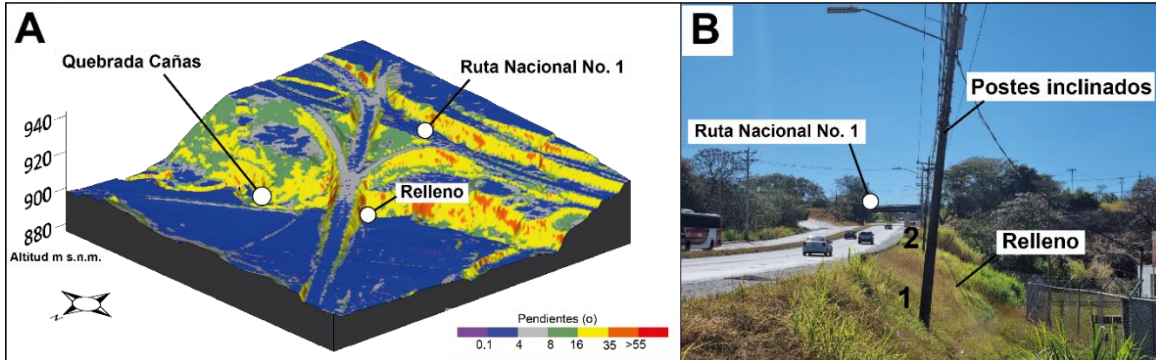 A
Quebrada Cañas
Ruta Nacional No. 1
Relleno
940
920
900
880
Altitud m s.n.m.
N
Pendientes (o)
0.1 4 8 16 35 >55
B
Postes inclinados
Ruta Nacional No. 1
2
Relleno
1